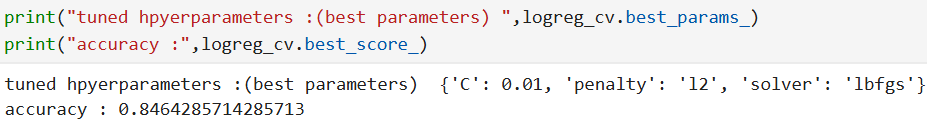 print("tuned hpyerparameters :(best parameters) ",logreg_cv.best_params_)
print("accuracy :",logreg_cv.best_score_)
tuned hpyerparameters :(best parameters)  {'C': 0.01, 'penalty': 'l2', 'solver': 'lbfgs'}
accuracy : 0.8464285714285713